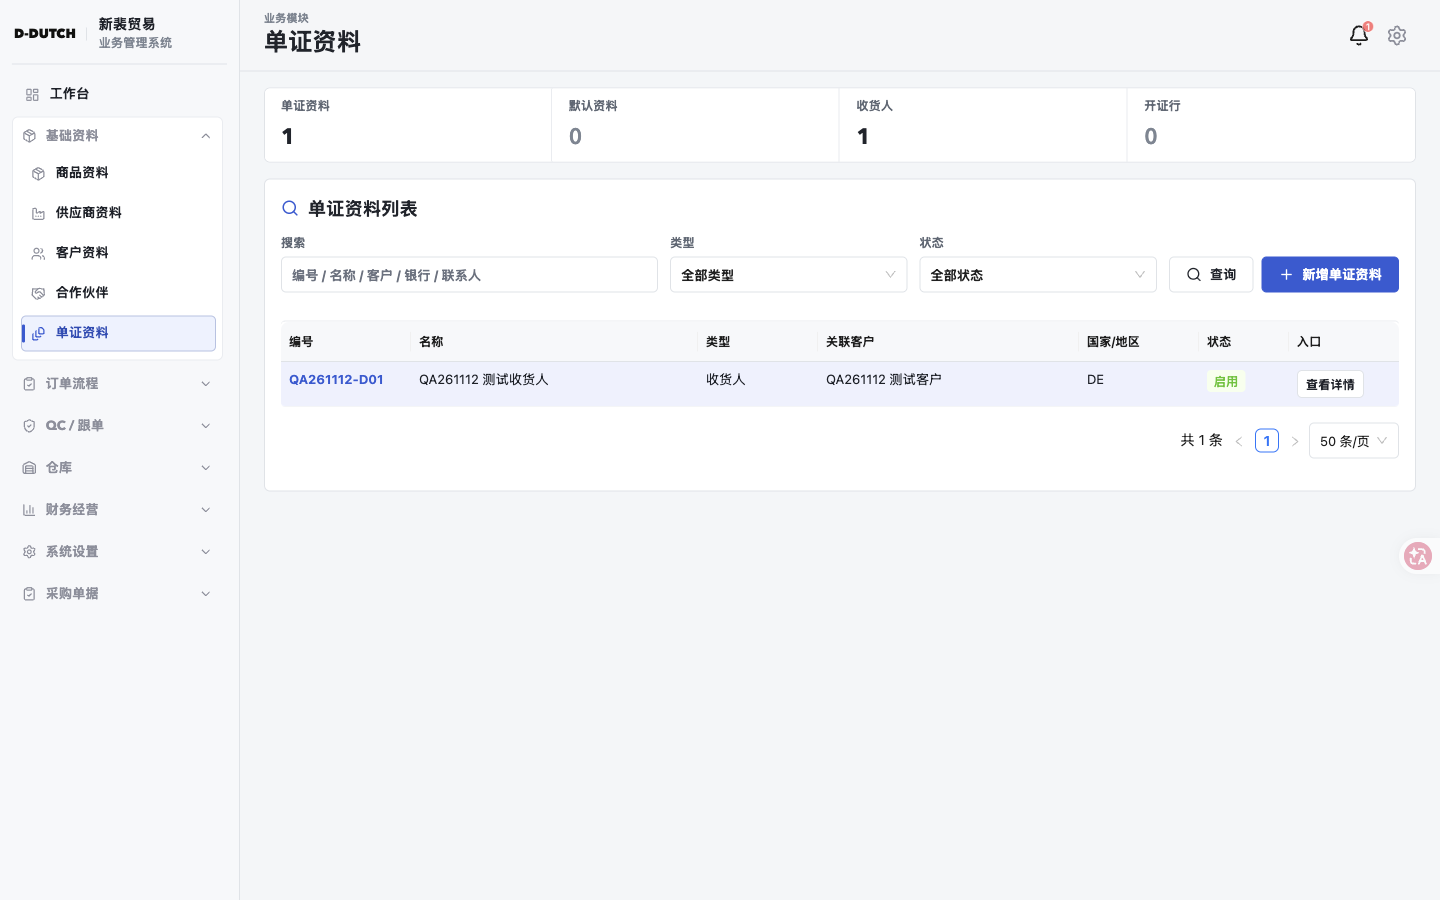 D-DUTCH
新裴贸易
业务管理系统
工作台
基础资料
商品资料
供应商资料
客户资料
合作伙伴
单证资料
订单流程
QC / 跟单
仓库
财务经营
系统设置
采购单据
业务模块
单证资料
1
单证资料
1
默认资料
0
收货人
1
开证行
0
单证资料列表
搜索
编号 / 名称 / 客户 / 银行 / 联系人
类型
全部类型
状态
全部状态
查询
新增单证资料
编号 名称 类型 关联客户 国家/地区 状态 入口
QA261112-D01 QA261112 测试收货人 收货人 QA261112 测试客户 DE 启用 查看详情
共 1 条 1 50 条/页